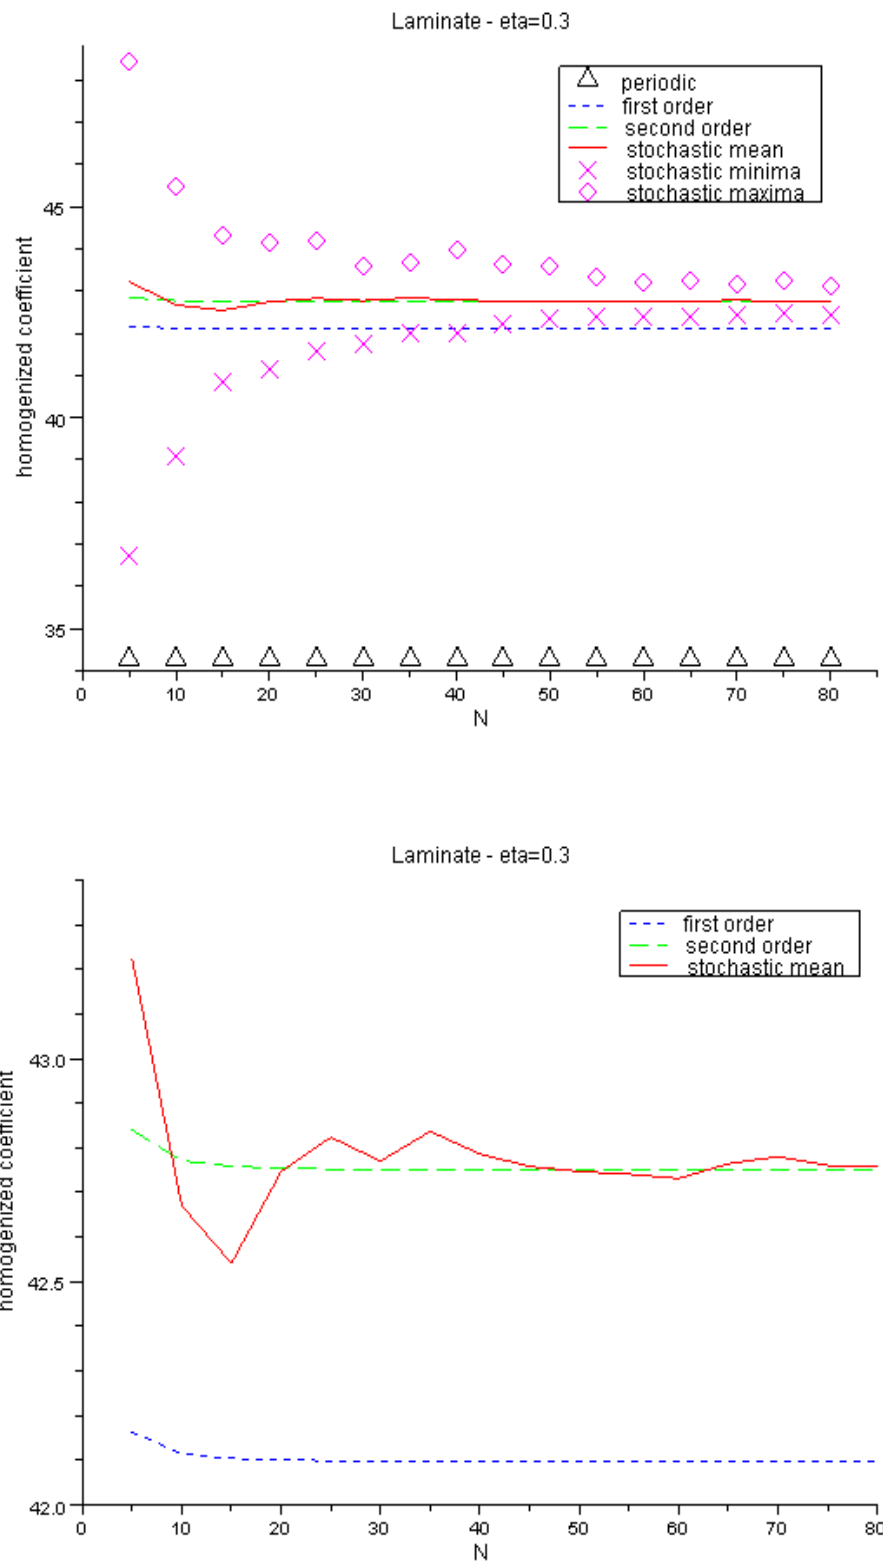 Laminate - eta=0.3
periodic
first order
second order
stochastic mean
stochastic minima
stochastic maxima
homogenized coefficient
45
40
35
0 10 20 30 40 50 60 70 80
N
Laminate - eta=0.3
first order
second order
stochastic mean
homogenized coefficient
43.0
42.5
42.0
0 10 20 30 40 50 60 70 80
N